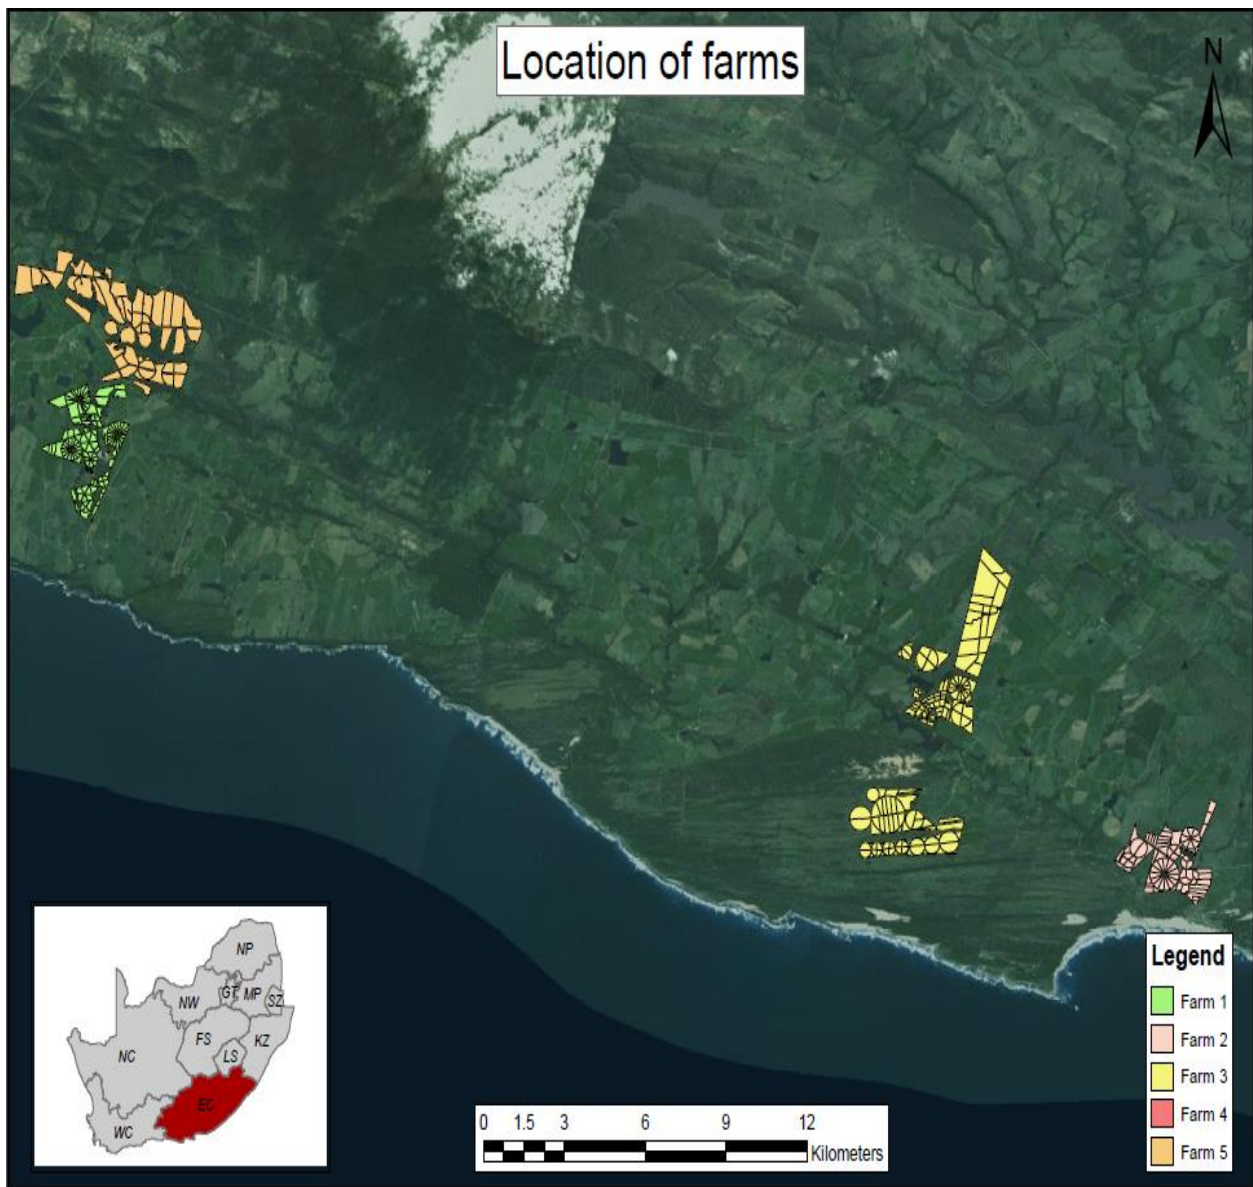 Location of farms
N
NP
NW
GT
MP
SZ
FS
KZ
NC
LS
EC
WC
0 1.5 3 6 9 12
Kilometers
Legend
Farm 1
Farm 2
Farm 3
Farm 4
Farm 5